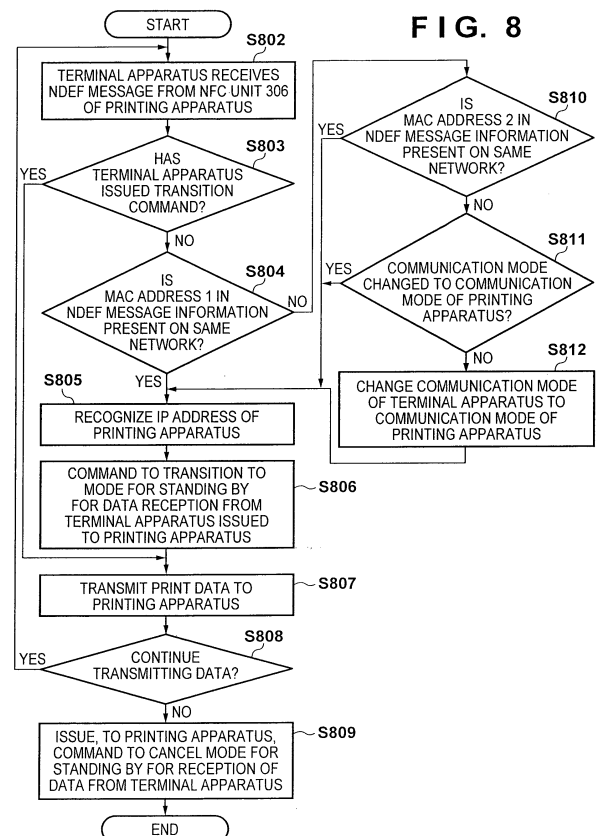 FIG. 8
START
S802
TERMINAL APPARATUS RECEIVES
NDEF MESSAGE FROM NFC UNIT 306
OF PRINTING APPARATUS
S803
HAS
TERMINAL APPARATUS
ISSUED TRANSITION
COMMAND?
YES
NO
S804
IS
MAC ADDRESS 1 IN
NDEF MESSAGE INFORMATION
PRESENT ON SAME
NETWORK?
NO
YES
S805
RECOGNIZE IP ADDRESS OF
PRINTING APPARATUS
COMMAND TO TRANSITION TO
MODE FOR STANDING BY
FOR DATA RECEPTION FROM
TERMINAL APPARATUS ISSUED
TO PRINTING APPARATUS
S806
TRANSMIT PRINT DATA TO
PRINTING APPARATUS
S807
S808
CONTINUE
TRANSMITTING DATA?
YES
NO
ISSUE, TO PRINTING APPARATUS,
COMMAND TO CANCEL MODE FOR
STANDING BY FOR RECEPTION OF
DATA FROM TERMINAL APPARATUS
S809
END
S810
IS
MAC ADDRESS 2 IN
NDEF MESSAGE INFORMATION
PRESENT ON SAME
NETWORK?
YES
NO
S811
COMMUNICATION MODE
CHANGED TO COMMUNICATION
MODE OF PRINTING
APPARATUS?
YES
NO
S812
CHANGE COMMUNICATION MODE
OF TERMINAL APPARATUS TO
COMMUNICATION MODE OF
PRINTING APPARATUS